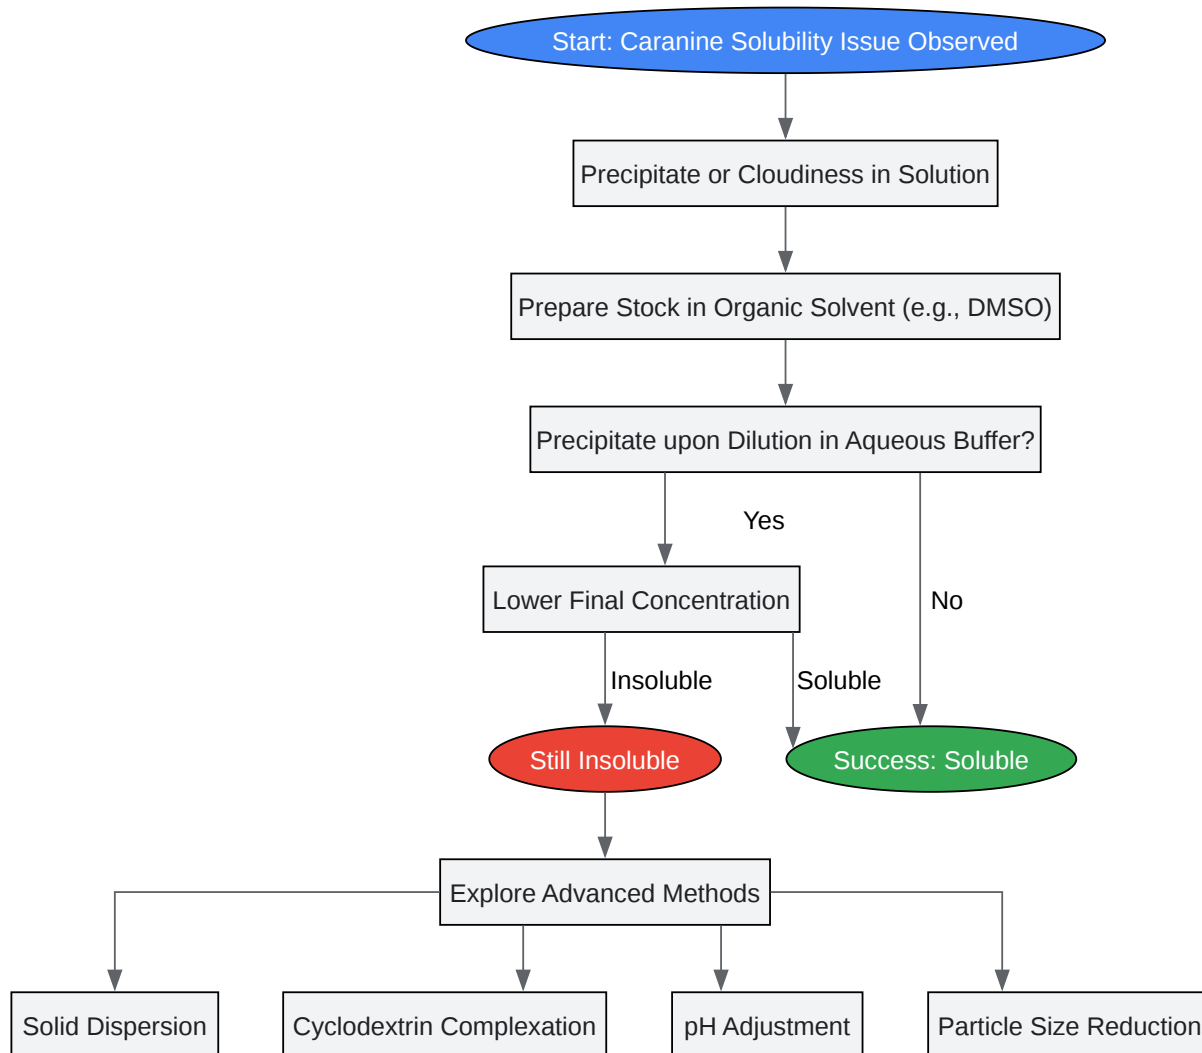 Start: Caranine Solubility Issue Observed
Precipitate or Cloudiness in Solution
Prepare Stock in Organic Solvent (e.g., DMSO)
Precipitate upon Dilution in Aqueous Buffer?
Yes
Lower Final Concentration
No
Insoluble
Soluble
Still Insoluble
Success: Soluble
Explore Advanced Methods
Solid Dispersion
Cyclodextrin Complexation
pH Adjustment
Particle Size Reduction